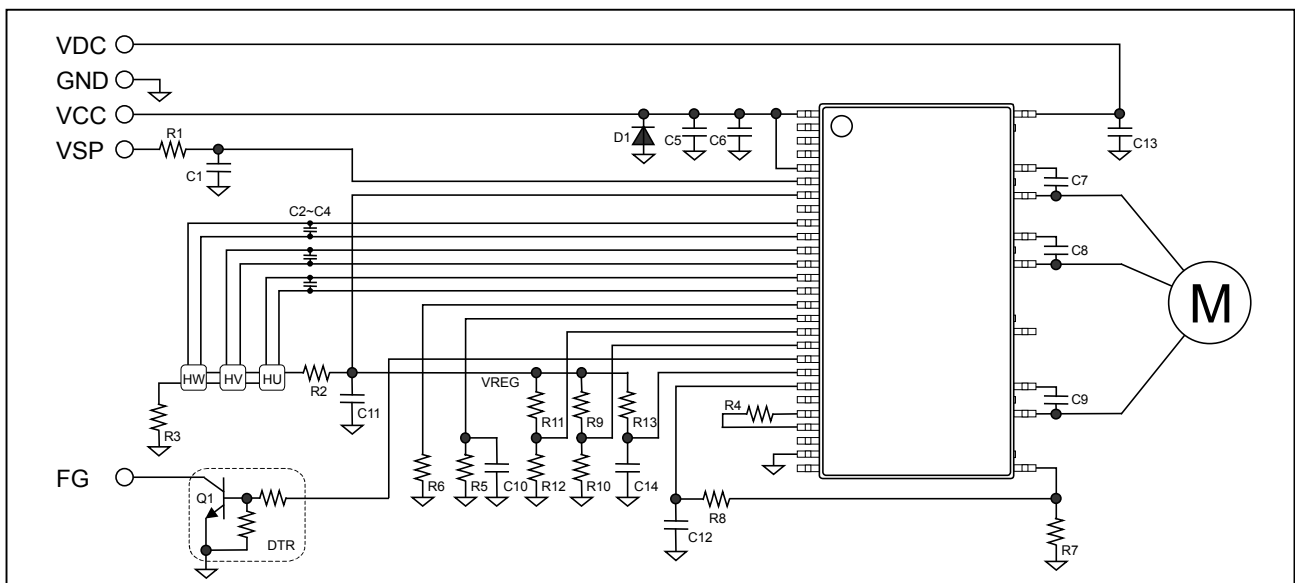 VDC
GND
VCC
VSP
R1
C1
D1
C5
C6
C13
C7
C2~C4
C8
M
HW
HV
HU
R2
VREG
C11
R3
R11
R9
R13
R4
C9
R6
R5
C10
R12
R10
C14
FG
Q1
DTR
R8
C12
R7